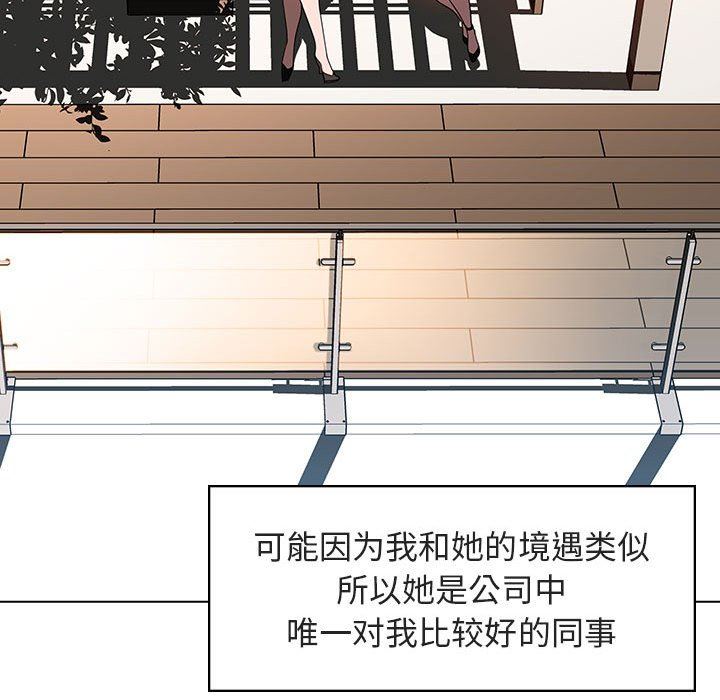 可能因为我和她的境遇类似
所以她是公司中
唯一对我比较好的同事